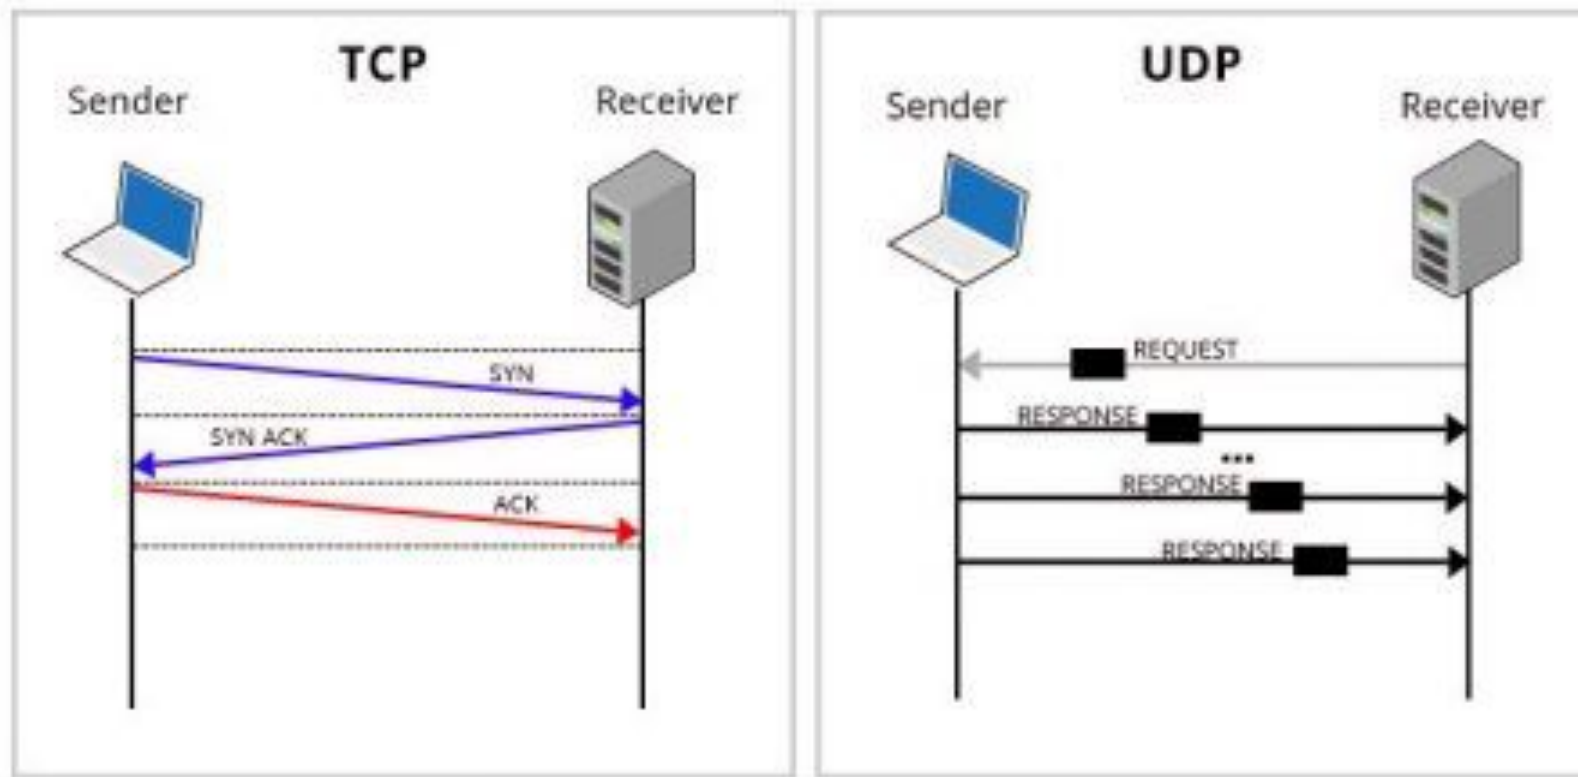 TCP
Sender
Receiver
SYN
SYN ACK
ACK
UDP
Sender
Receiver
REQUEST
RESPONSE
...
RESPONSE
RESPONSE